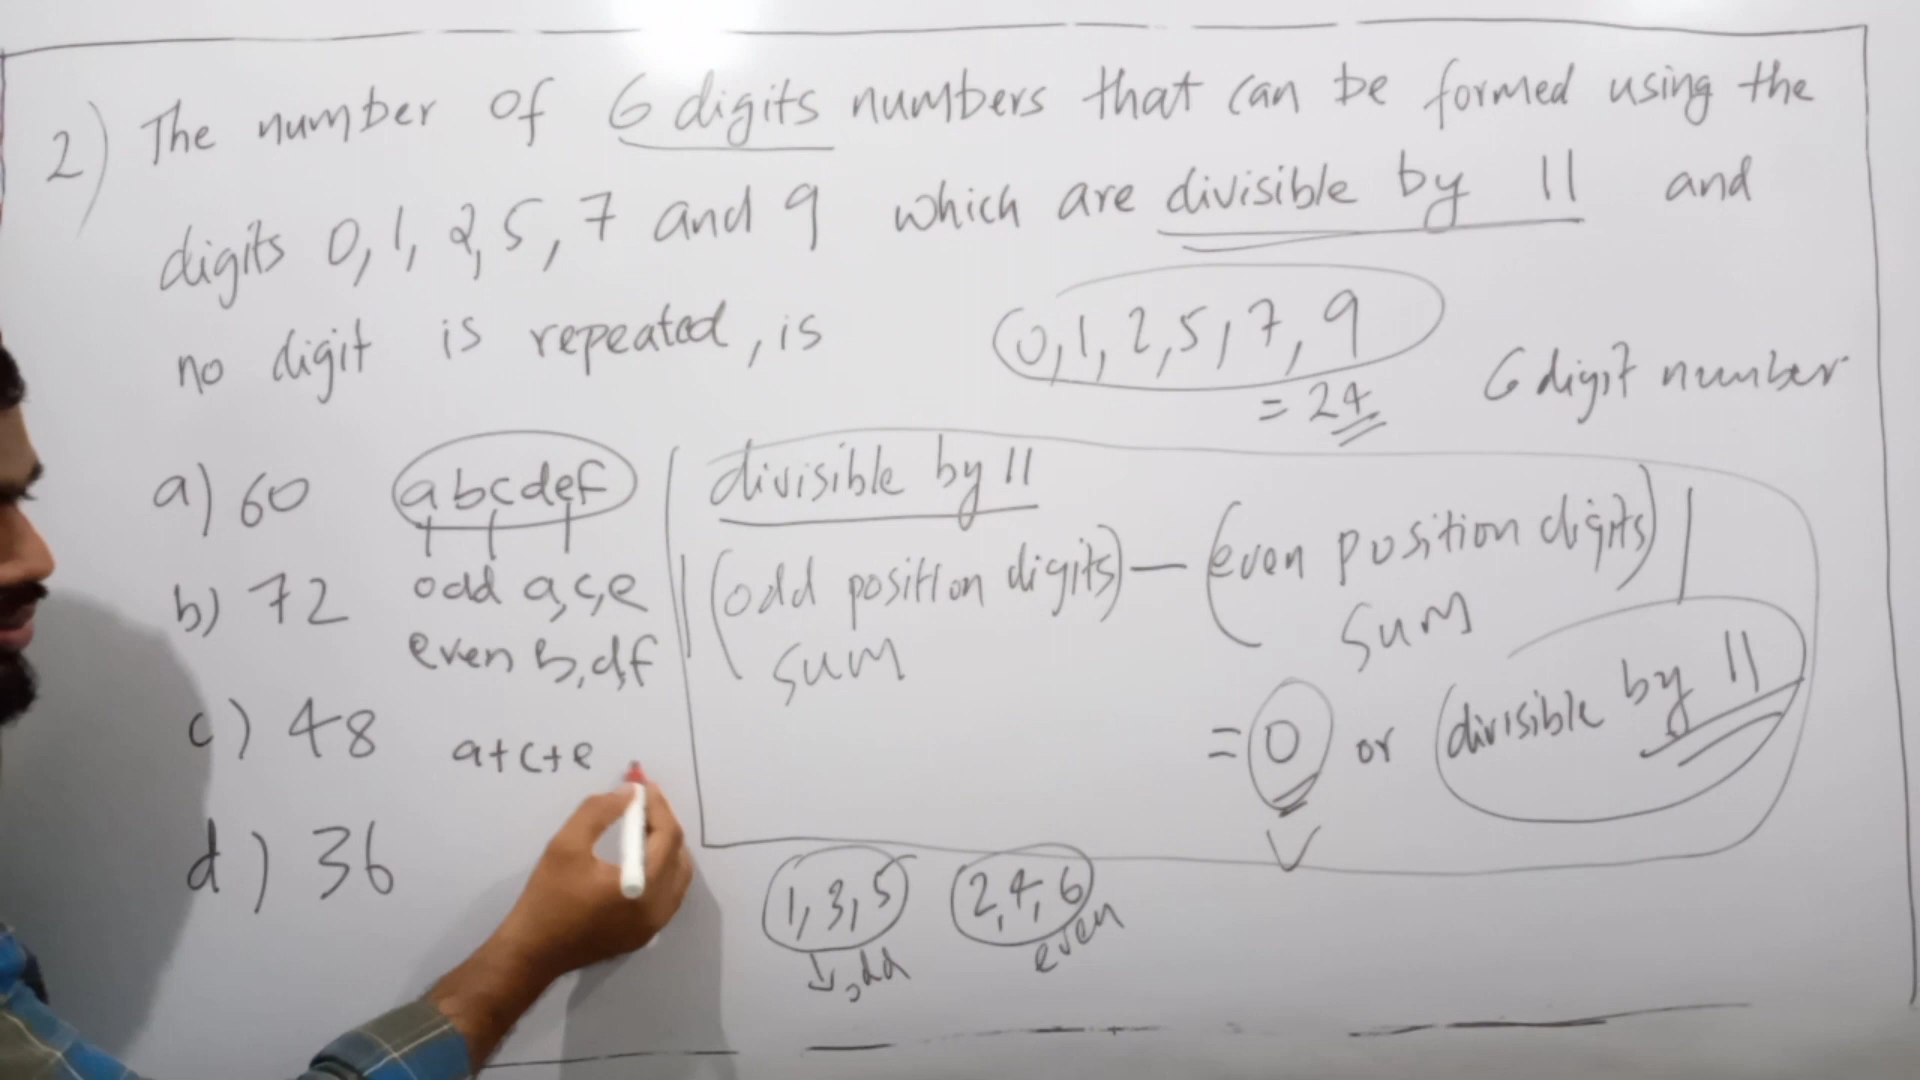 2) The number of 6 digits numbers that can be formed using the
digits 0, 1, 2, 5, 7 and 9 which are divisible by 11 and
no digit is repeated, is
0, 1, 2, 5, 7, 9
= 24
6 digit number
a) 60
b) 72
c) 48
d) 36
abcdef
odd a,c,e
even b,d,f
a+c+e
divisible by 11
|(odd position digits) — (even position digits)|
sum sum
= 0 or divisible by 11
1, 3, 5 2, 4, 6
odd even